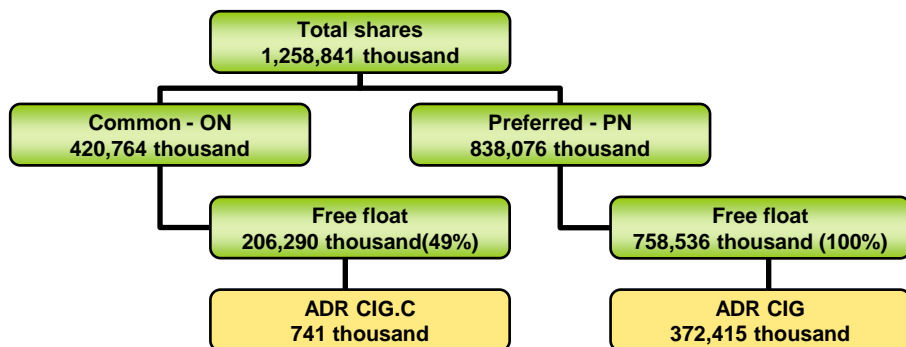 Total shares
1,258,841 thousand
Common - ON
420,764 thousand
Preferred - PN
838,076 thousand
Free float
206,290 thousand(49%)
Free float
758,536 thousand (100%)
ADR CIG.C
741 thousand
ADR CIG
372,415 thousand